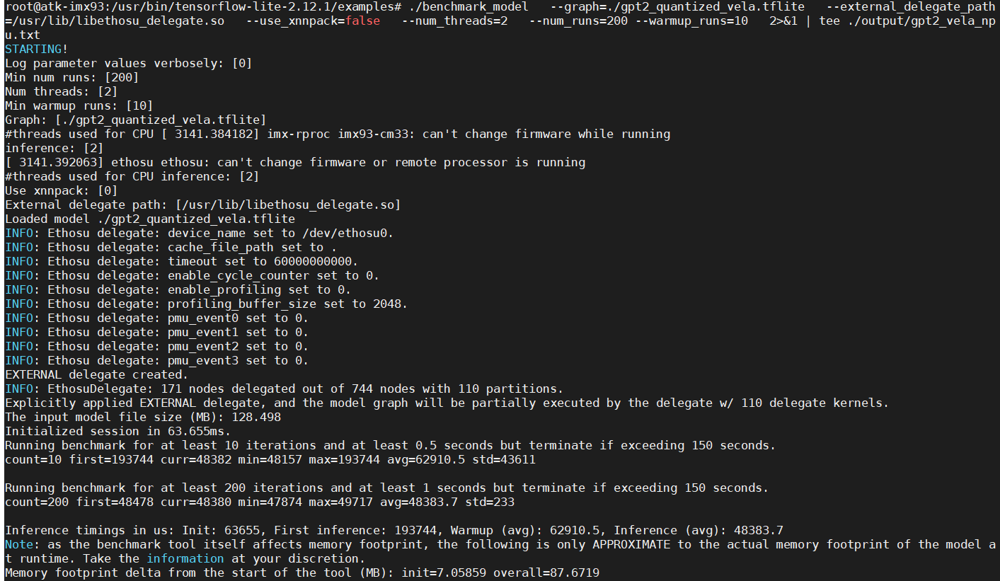 root@atk-imx93:/usr/bin/tensorflow-lite-2.12.1/examples# ./benchmark_model   --graph=./gpt2_quantized_vela.tflite   --external_delegate_path
=/usr/lib/libethosu_delegate.so   --use_xnnpack=false   --num_threads=2   --num_runs=200 --warmup_runs=10   2>&1 | tee ./output/gpt2_vela_np
u.txt
STARTING!
Log parameter values verbosely: [0]
Min num runs: [200]
Num threads: [2]
Min warmup runs: [10]
Graph: [./gpt2_quantized_vela.tflite]
#threads used for CPU [ 3141.384182] imx-rproc imx93-cm33: can't change firmware while running
inference: [2]
[ 3141.392063] ethosu ethosu: can't change firmware or remote processor is running
#threads used for CPU inference: [2]
Use xnnpack: [0]
External delegate path: [/usr/lib/libethosu_delegate.so]
Loaded model ./gpt2_quantized_vela.tflite
INFO: Ethosu delegate: device_name set to /dev/ethosu0.
INFO: Ethosu delegate: cache_file_path set to .
INFO: Ethosu delegate: timeout set to 60000000000.
INFO: Ethosu delegate: enable_cycle_counter set to 0.
INFO: Ethosu delegate: enable_profiling set to 0.
INFO: Ethosu delegate: profiling_buffer_size set to 2048.
INFO: Ethosu delegate: pmu_event0 set to 0.
INFO: Ethosu delegate: pmu_event1 set to 0.
INFO: Ethosu delegate: pmu_event2 set to 0.
INFO: Ethosu delegate: pmu_event3 set to 0.
EXTERNAL delegate created.
INFO: EthosuDelegate: 171 nodes delegated out of 744 nodes with 110 partitions.
Explicitly applied EXTERNAL delegate, and the model graph will be partially executed by the delegate w/ 110 delegate kernels.
The input model file size (MB): 128.498
Initialized session in 63.655ms.
Running benchmark for at least 10 iterations and at least 0.5 seconds but terminate if exceeding 150 seconds.
count=10 first=193744 curr=48382 min=48157 max=193744 avg=62910.5 std=43611
Running benchmark for at least 200 iterations and at least 1 seconds but terminate if exceeding 150 seconds.
count=200 first=48478 curr=48380 min=47874 max=49717 avg=48383.7 std=233
Inference timings in us: Init: 63655, First inference: 193744, Warmup (avg): 62910.5, Inference (avg): 48383.7
Note: as the benchmark tool itself affects memory footprint, the following is only APPROXIMATE to the actual memory footprint of the model a
t runtime. Take the information at your discretion.
Memory footprint delta from the start of the tool (MB): init=7.05859 overall=87.6719